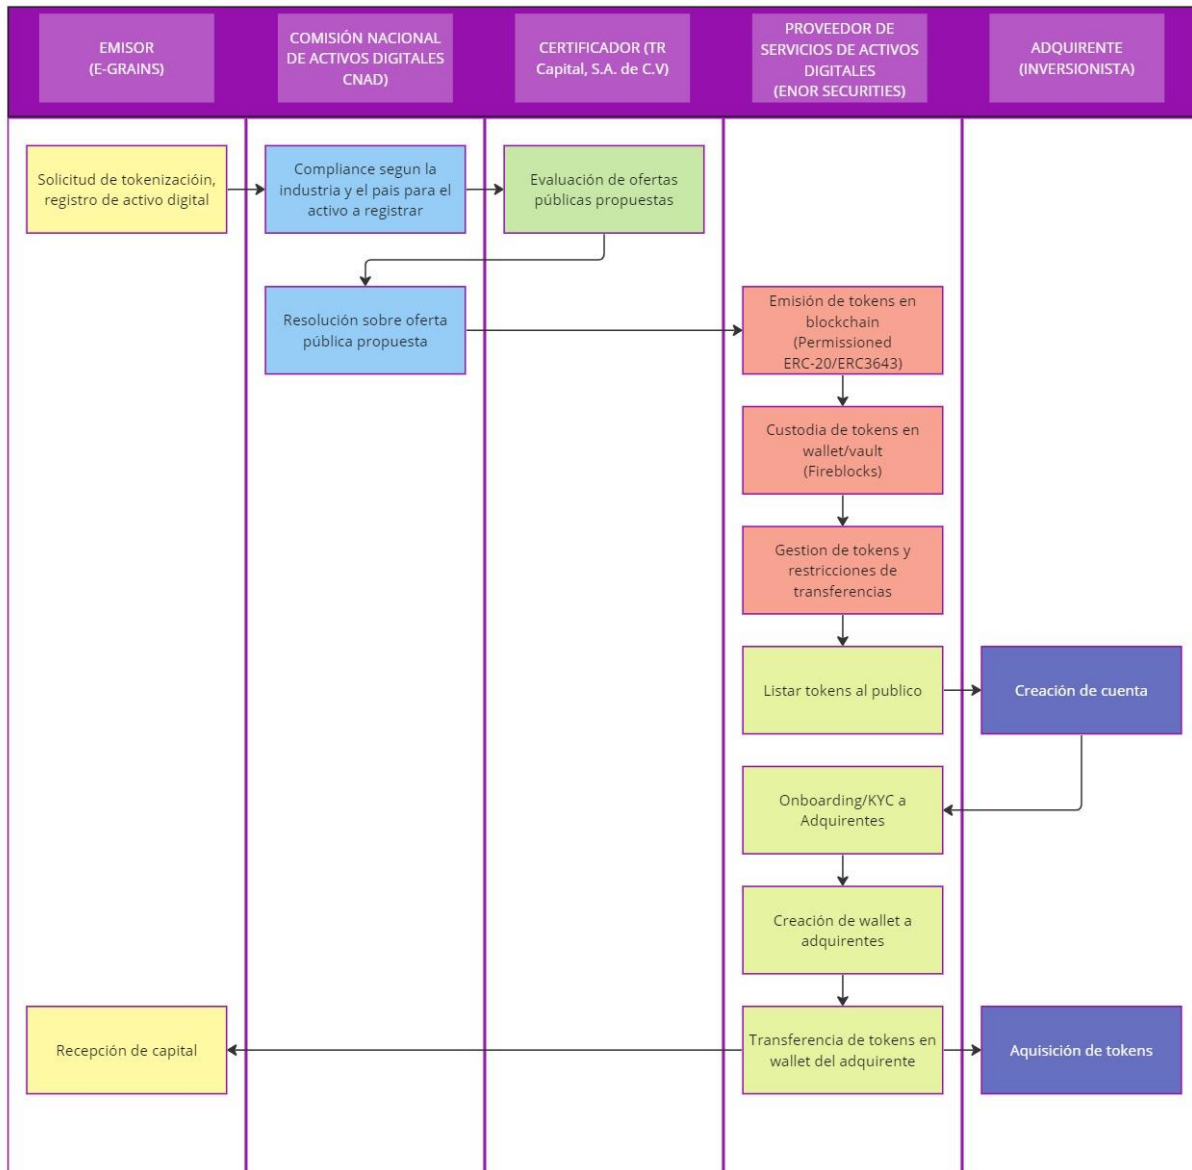 EMISOR
(E-GRAINS)
COMISIÓN NACIONAL
DE ACTIVOS DIGITALES
CNAD)
CERTIFICADOR (TR
Capital, S.A. de C.V)
PROVEEDOR DE
SERVICIOS DE ACTIVOS
DIGITALES
(ENOR SECURITIES)
ADQUIRENTE
(INVERSIONISTA)
Solicitud de tokenizacióin,
registro de activo digital
Compliance segun la
industria y el pais para el
activo a registrar
Evaluación de ofertas
públicas propuestas
Resolución sobre oferta
pública propuesta
Emisión de tokens en
blockchain
(Permissioned
ERC-20/ERC3643)
Custodia de tokens en
wallet/vault
(Fireblocks)
Gestion de tokens y
restricciones de
transferencias
Listar tokens al publico
Creación de cuenta
Onboarding/KYC a
Adquirentes
Creación de wallet a
adquirentes
Recepción de capital
Transferencia de tokens en
wallet del adquirente
Aquisición de tokens